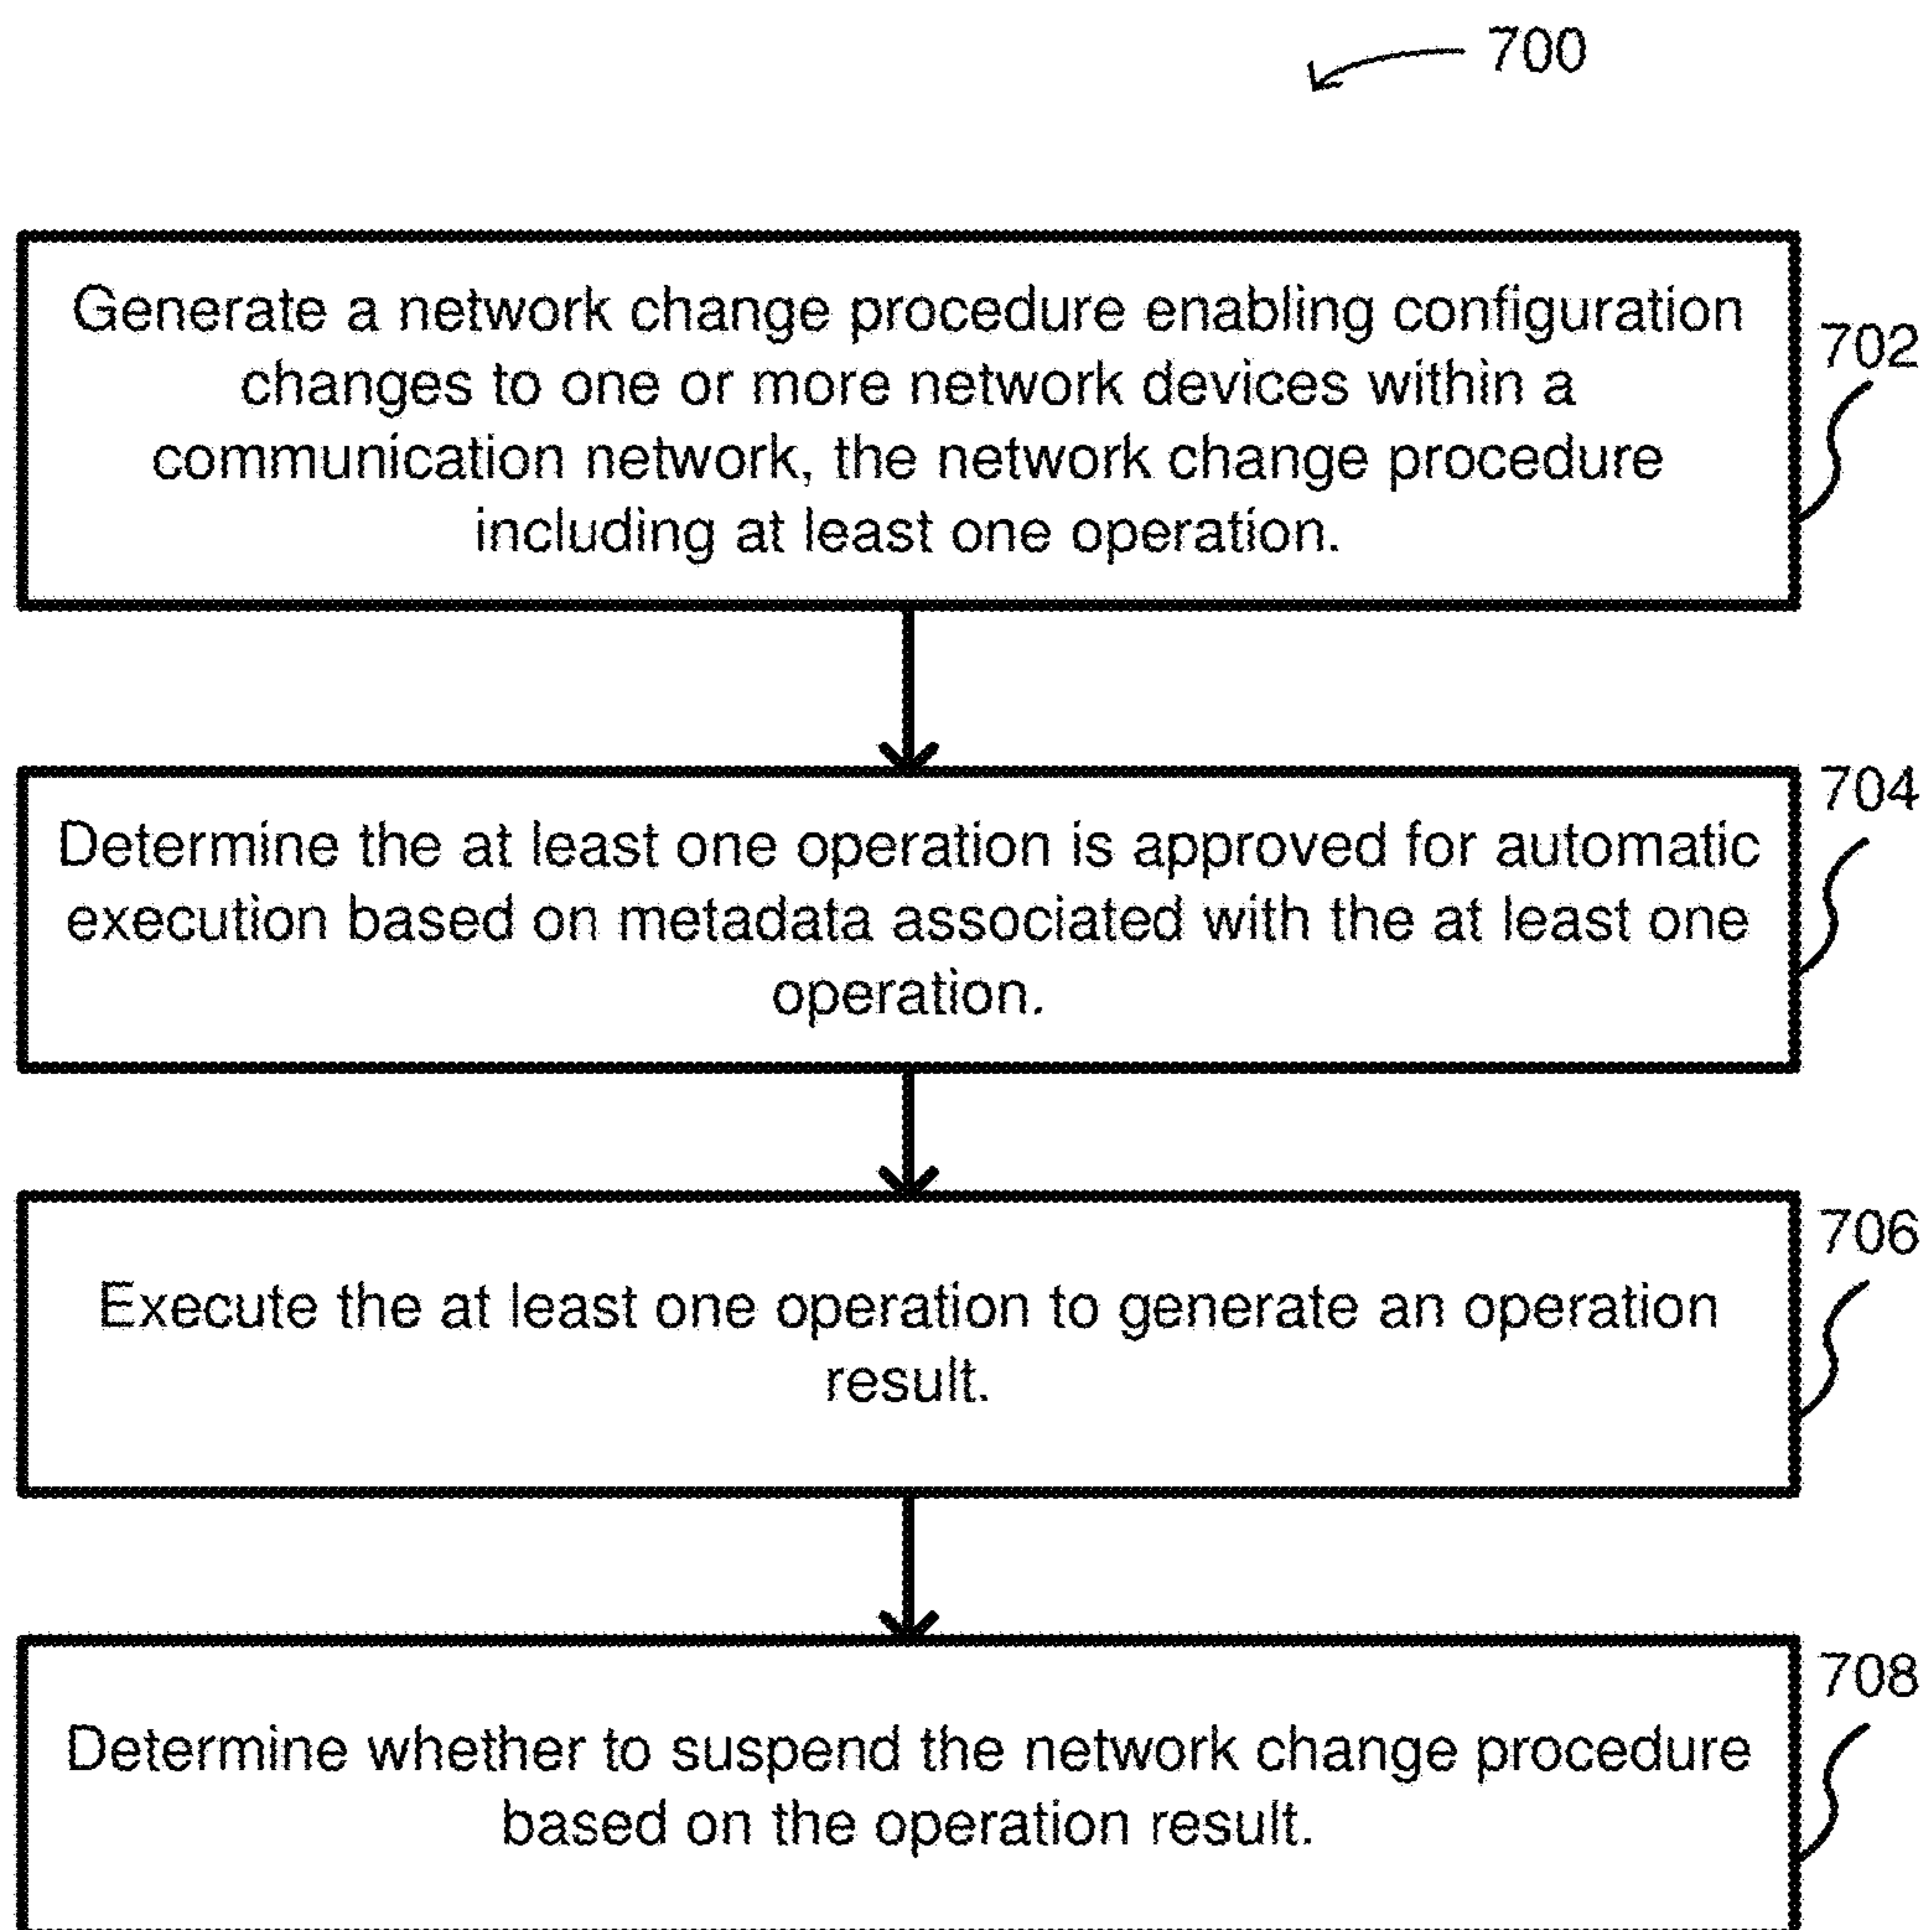 700
Generate a network change procedure enabling configuration
changes to one or more network devices within a
communication network, the network change procedure
including at least one operation.
702
Determine the at least one operation is approved for automatic
execution based on metadata associated with the at least one
operation.
704
Execute the at least one operation to generate an operation
result.
706
Determine whether to suspend the network change procedure
based on the operation result.
708